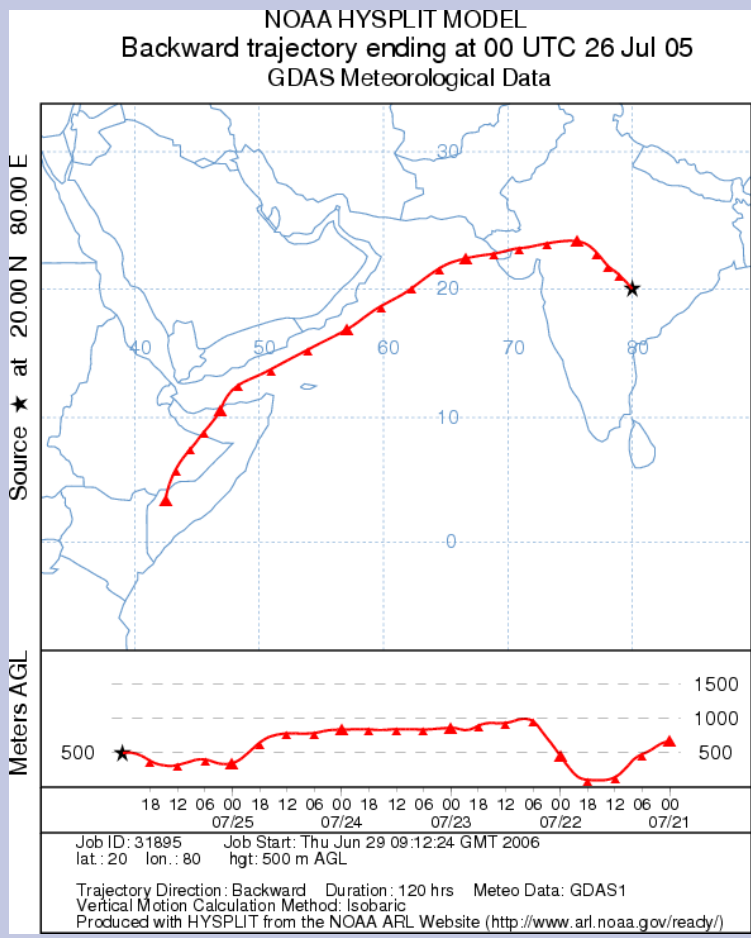 NOAA HYSPLIT MODEL
Backward trajectory ending at 00 UTC 26 Jul 05
GDAS Meteorological Data
Source ★ at 20.00 N 80.00 E
30
20
40 50 60 70 80
10
0
Meters AGL
1500
1000
500 500
18 12 06 00 18 12 06 00 18 12 06 00 18 12 06 00 18 12 06 00
07/25 07/24 07/23 07/22 07/21
Job ID: 31895 Job Start: Thu Jun 29 09:12:24 GMT 2006
lat.: 20 lon.: 80 hgt: 500 m AGL
Trajectory Direction: Backward Duration: 120 hrs Meteo Data: GDAS1
Vertical Motion Calculation Method: Isobaric
Produced with HYSPLIT from the NOAA ARL Website (http://www.arl.noaa.gov/ready/)